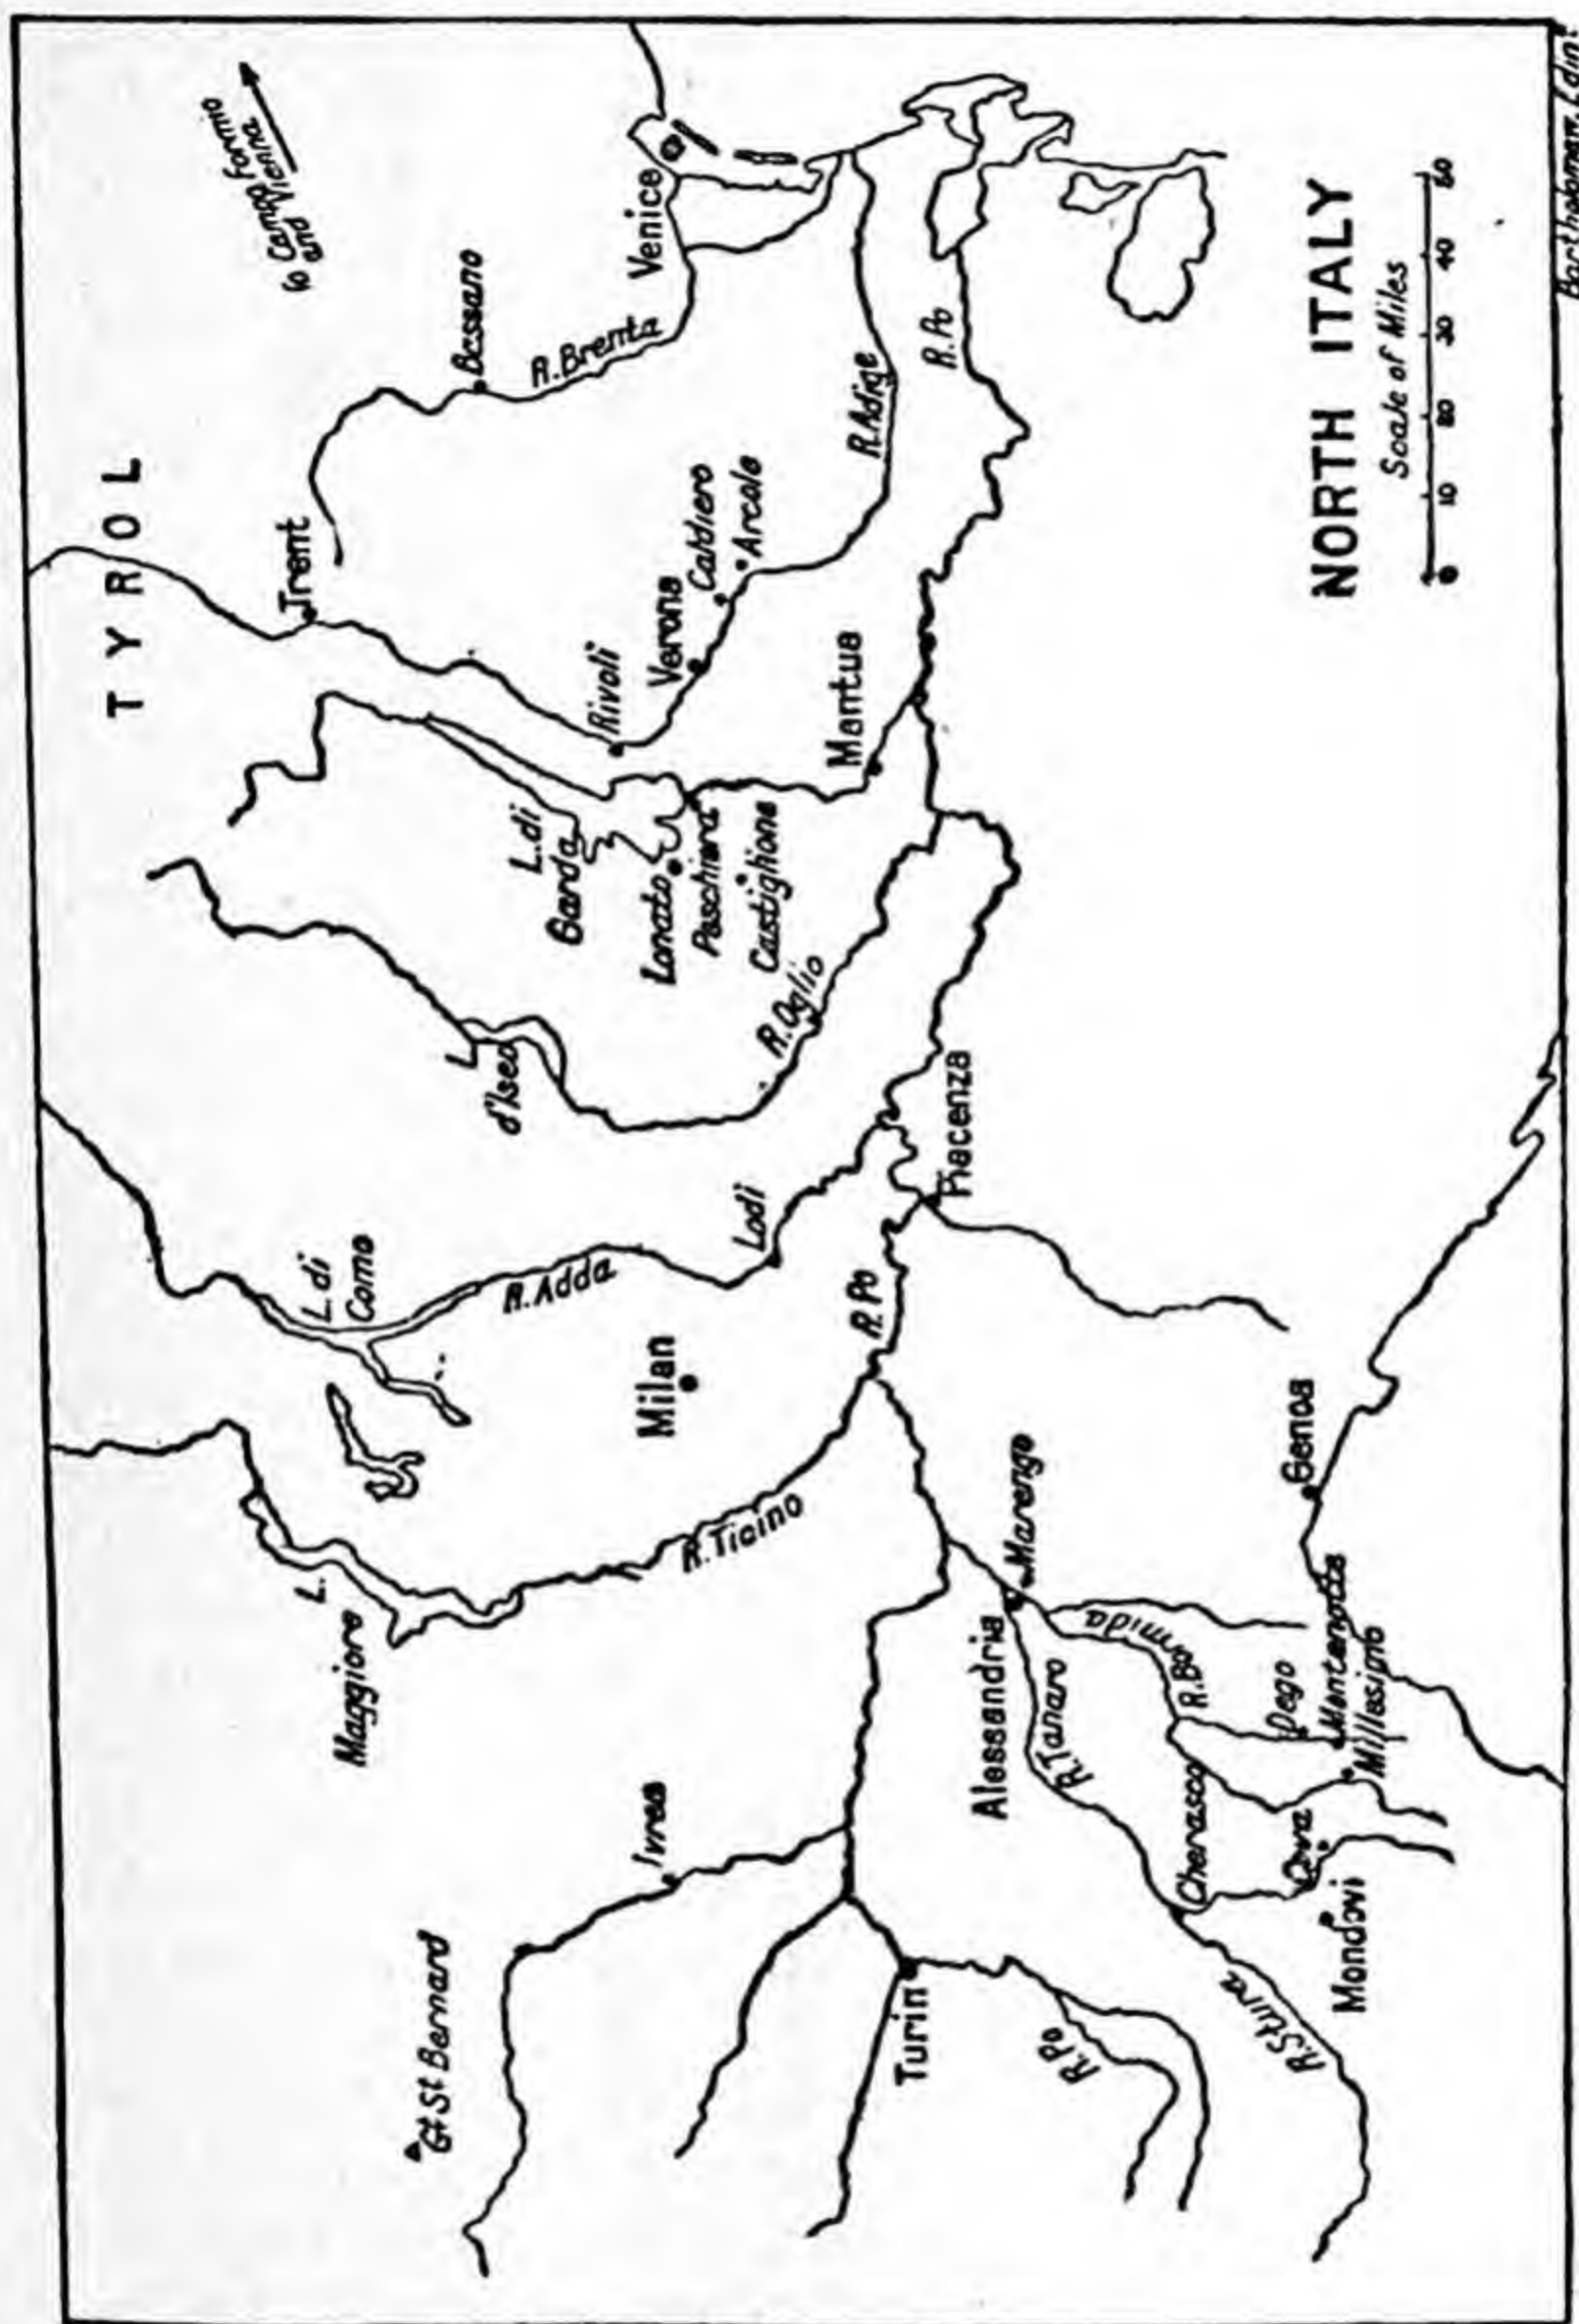 to Campo Formio
and Vienna
TYROL
Trent
Bassano
R. Brenta
Venice
L. di
Garda
Rivoli
Verona
Caldiero
Arcole
R. Adige
R. Po
Lonato
Peschiera
Castiglione
Mantua
L.
d'Iseo
R. Oglio
L. di
Como
R. Adda
Lodi
Piacenza
L.
Maggiore
Milan
R. Ticino
R. Po
Gt St Bernard
Ivrea
Turin
R. Po
Alessandria
Marengo
R. Tanaro
R. Bormida
Cherasco
Ceva
Dego
Montenotte
Millesimo
Mondovi
R. Stura
Genoa
NORTH ITALY
Scale of Miles
0 10 20 30 40 50
Bartholomew, Edin^r